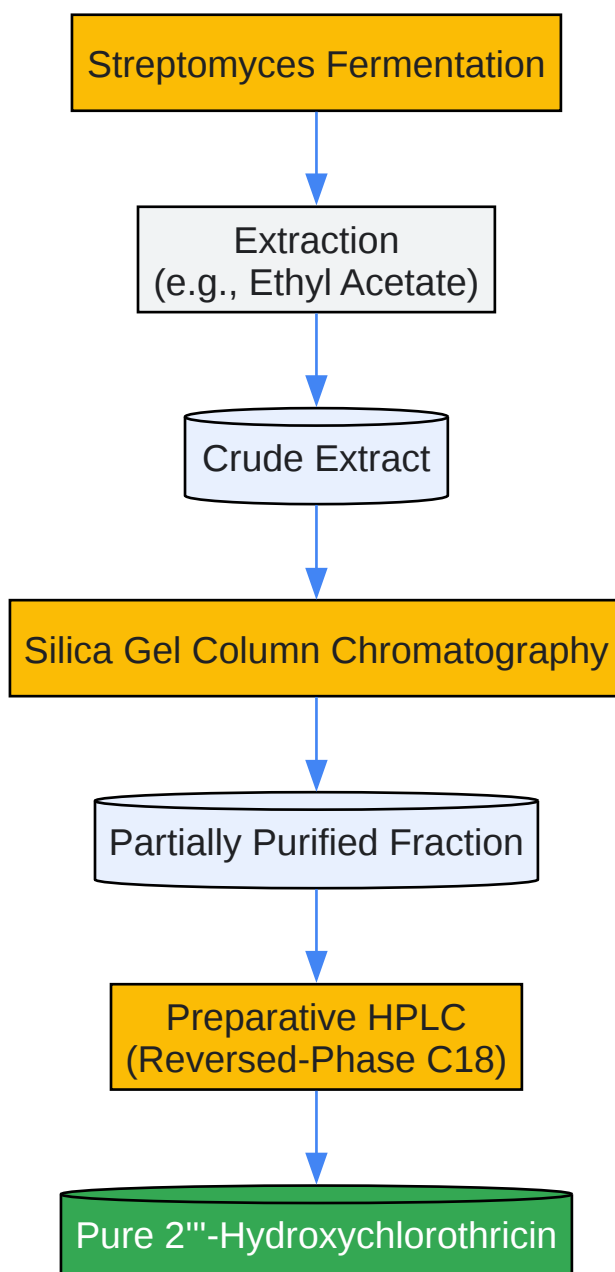 Streptomyces Fermentation
Extraction
(e.g., Ethyl Acetate)
Crude Extract
Silica Gel Column Chromatography
Partially Purified Fraction
Preparative HPLC
(Reversed-Phase C18)
Pure 2'''-Hydroxychlorothricin